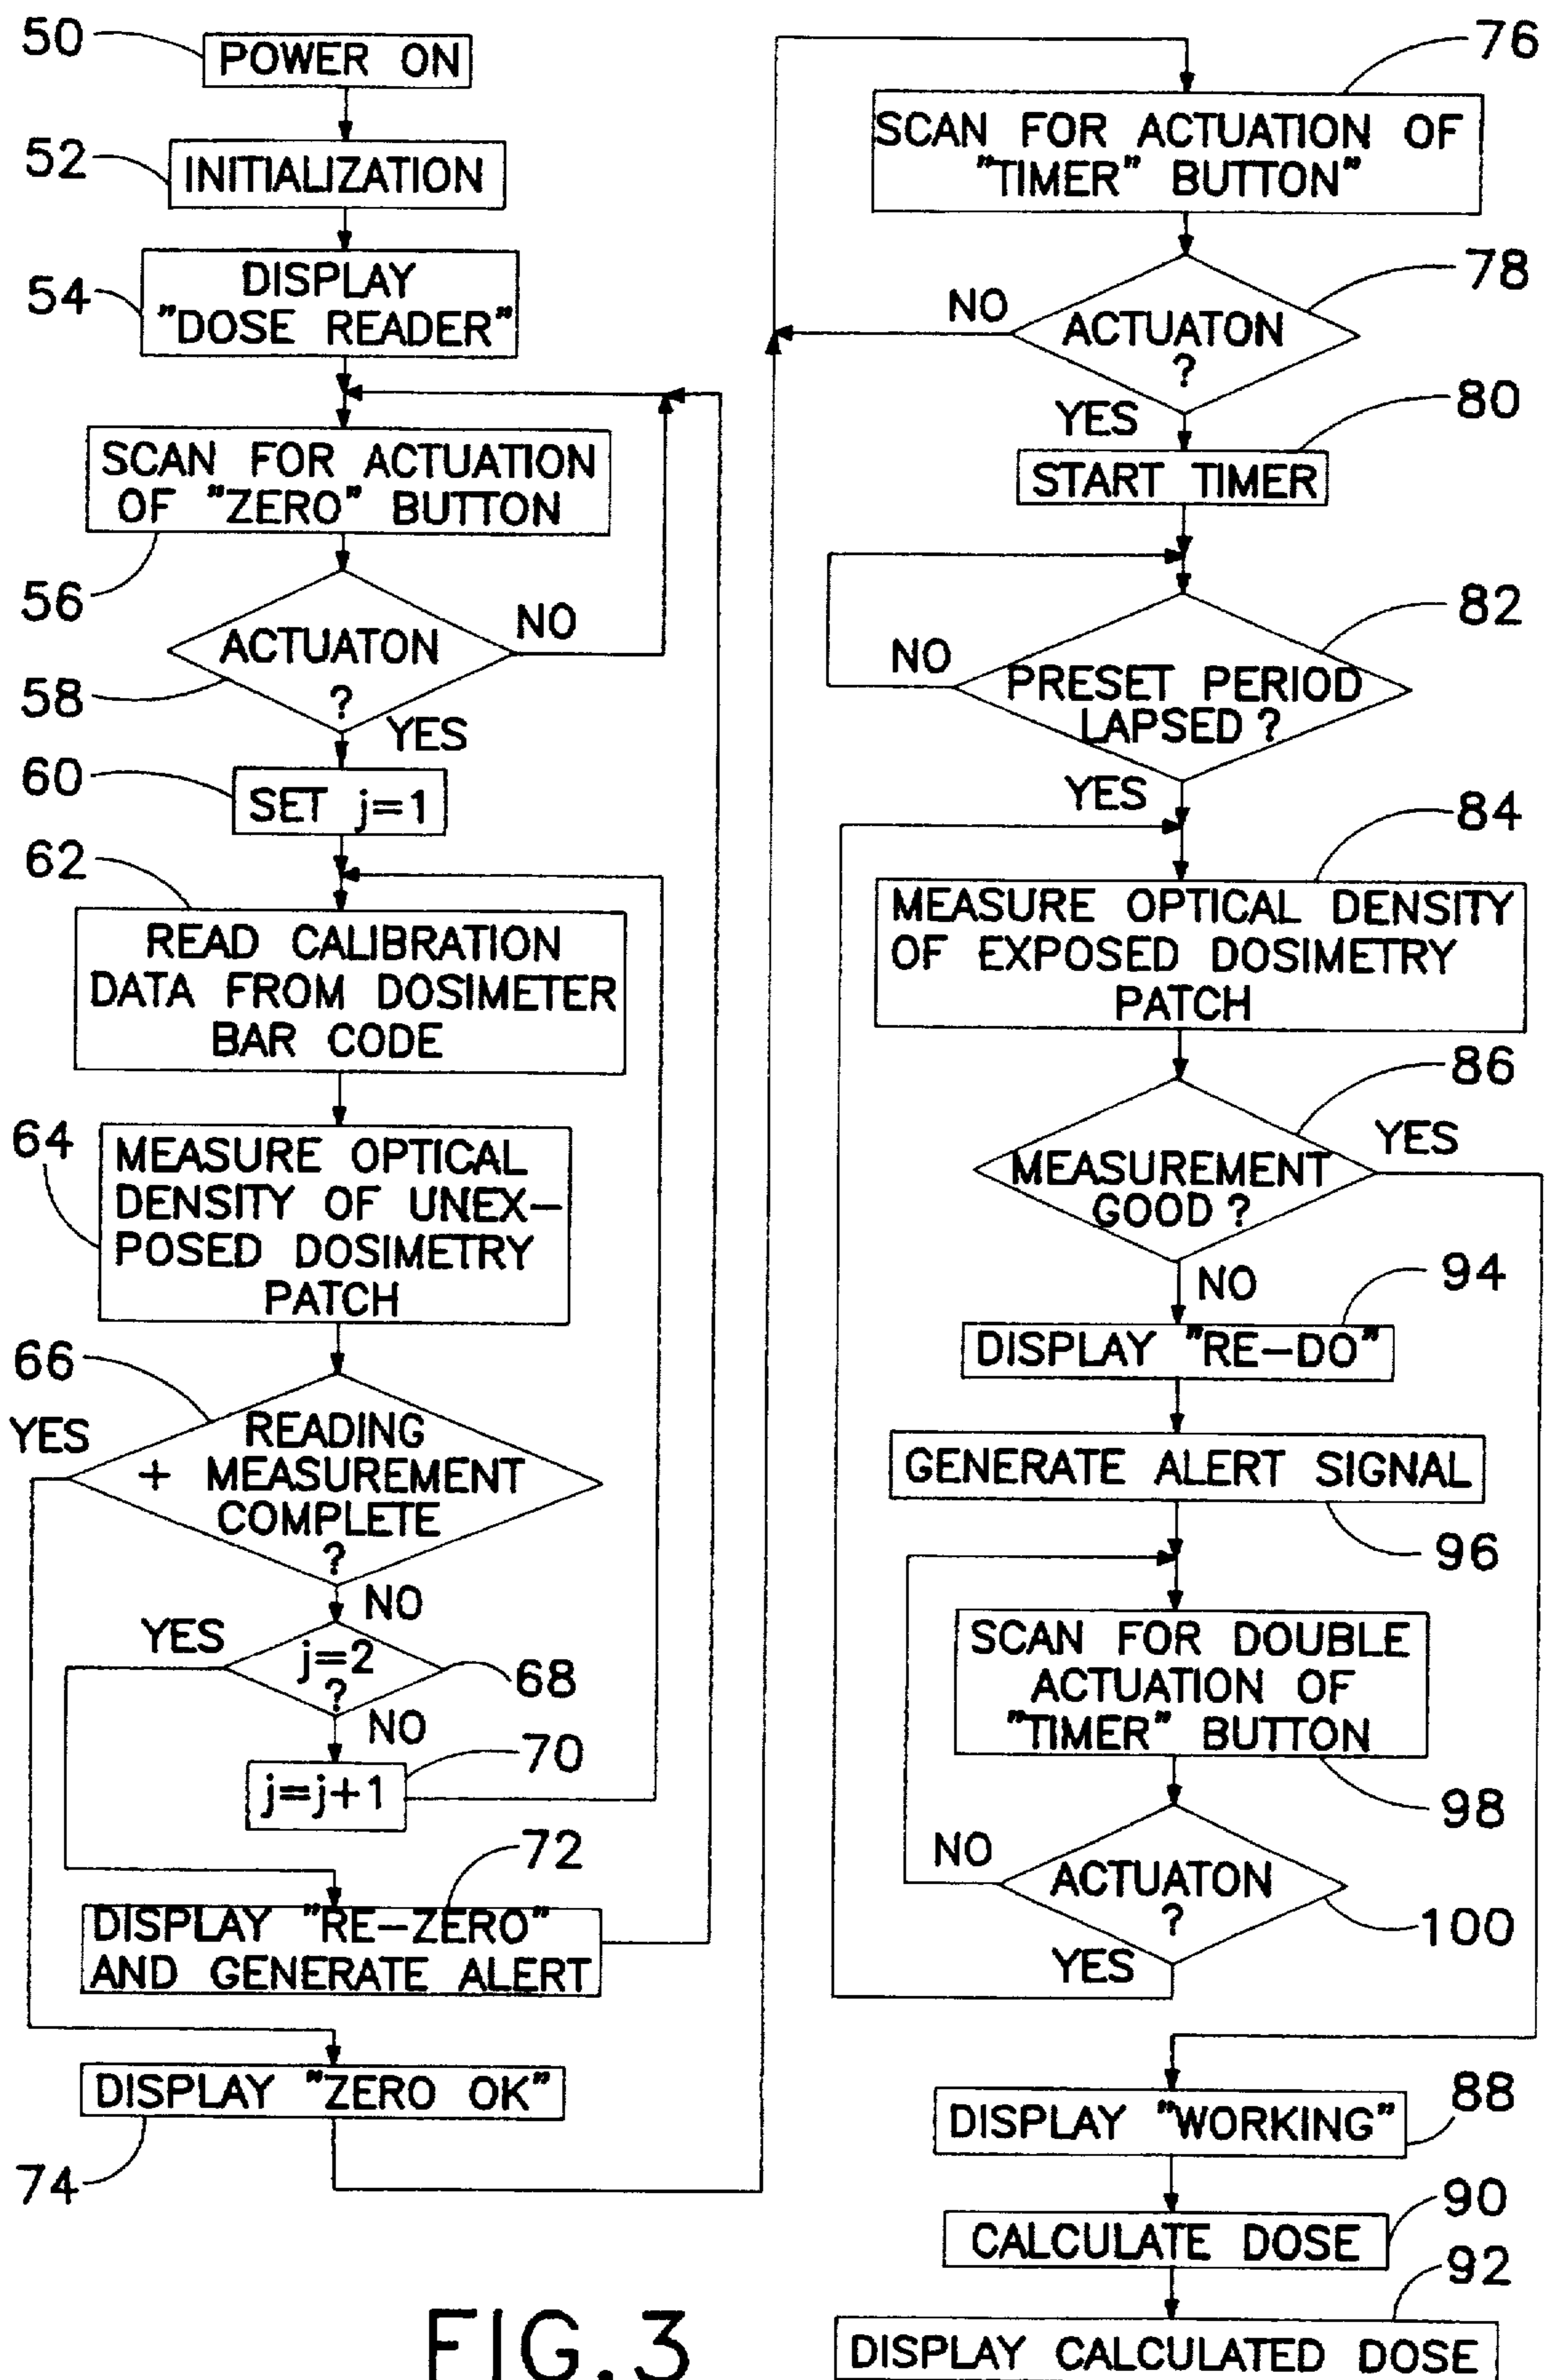 50
POWER ON
52
INITIALIZATION
54
DISPLAY
"DOSE READER"
SCAN FOR ACTUATION
OF "ZERO" BUTTON
56
ACTUATON
?
NO
58
YES
60
SET j=1
62
READ CALIBRATION
DATA FROM DOSIMETER
BAR CODE
64
MEASURE OPTICAL
DENSITY OF UNEX-
POSED DOSIMETRY
PATCH
66
YES
READING
+ MEASUREMENT
COMPLETE
?
NO
YES
j=2
?
68
NO
70
j=j+1
72
DISPLAY "RE-ZERO"
AND GENERATE ALERT
DISPLAY "ZERO OK"
74
76
SCAN FOR ACTUATION OF
"TIMER" BUTTON"
78
NO
ACTUATON
?
YES
80
START TIMER
82
NO
PRESET PERIOD
LAPSED ?
YES
84
MEASURE OPTICAL DENSITY
OF EXPOSED DOSIMETRY
PATCH
86
YES
MEASUREMENT
GOOD ?
NO
94
DISPLAY "RE-DO"
GENERATE ALERT SIGNAL
96
SCAN FOR DOUBLE
ACTUATION OF
"TIMER" BUTTON
98
NO
ACTUATON
?
100
YES
DISPLAY "WORKING"
88
90
CALCULATE DOSE
92
DISPLAY CALCULATED DOSE
FIG.3